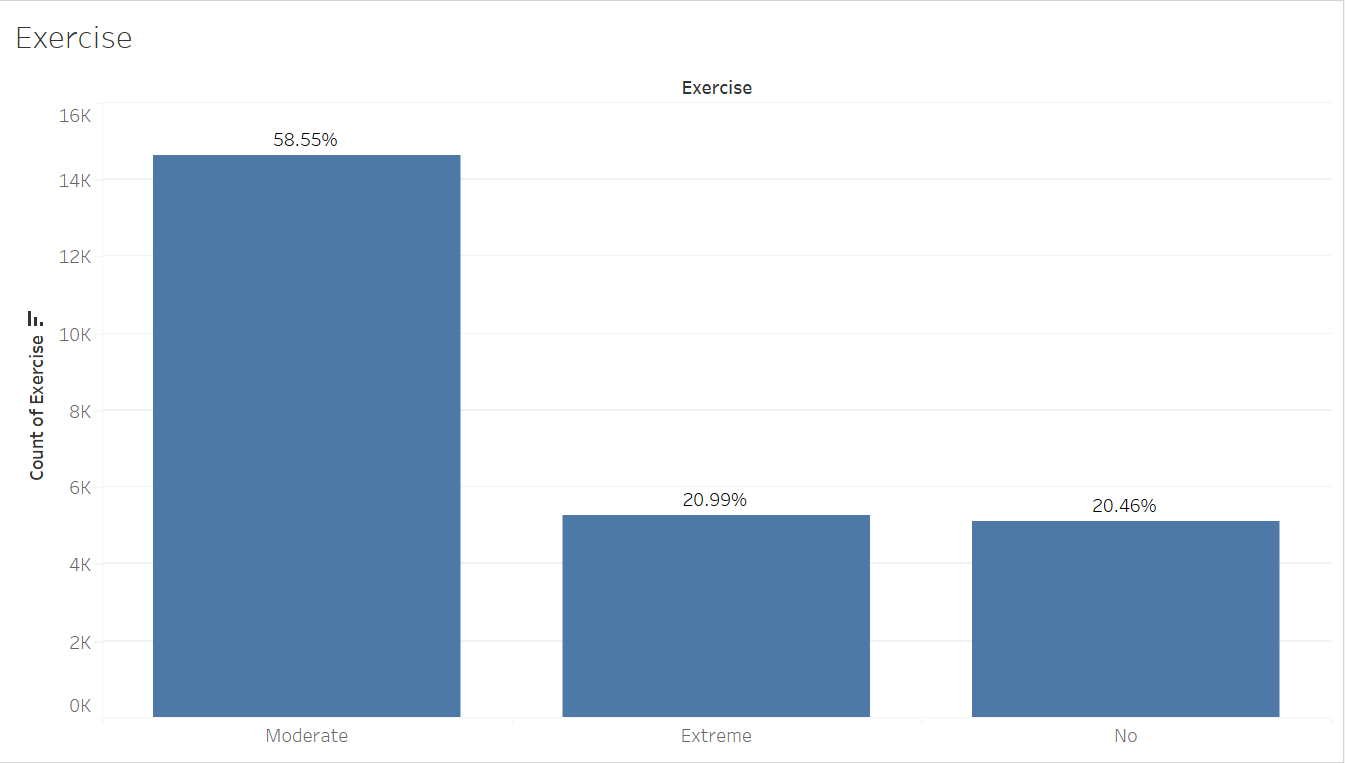 Exercise
Exercise
16K
58.55%
14K
12K
10K
8K
6K
20.99%
20.46%
4K
2K
0K
Count of Exercise
Moderate
Extreme
No